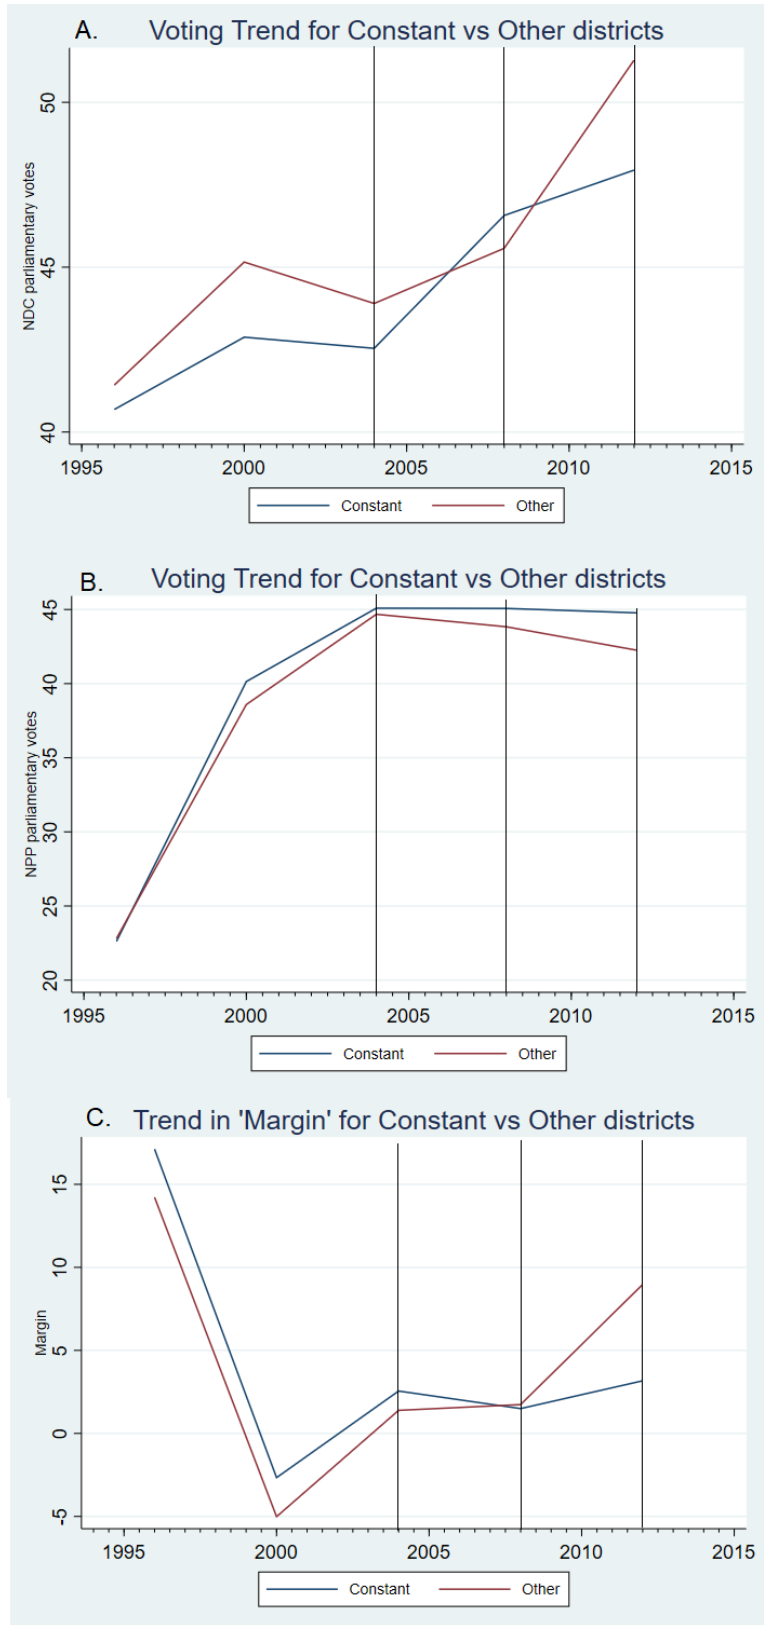 A. Voting Trend for Constant vs Other districts
NDC parliamentary votes
50
45
40
1995 2000 2005 2010 2015
Constant Other
B. Voting Trend for Constant vs Other districts
NPP parliamentary votes
45
40
35
30
25
20
1995 2000 2005 2010 2015
Constant Other
C. Trend in 'Margin' for Constant vs Other districts
Margin
15
10
5
0
-5
1995 2000 2005 2010 2015
Constant Other